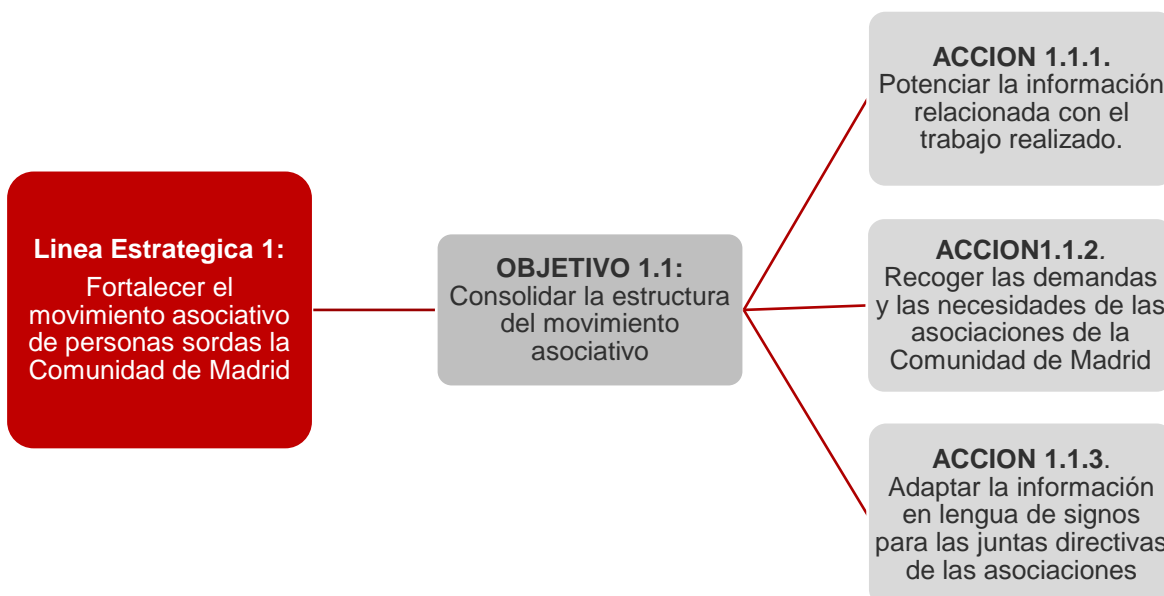 Linea Estrategica 1:
Fortalecer el
movimiento asociativo
de personas sordas la
Comunidad de Madrid
OBJETIVO 1.1:
Consolidar la estructura
del movimiento
asociativo
ACCION 1.1.1.
Potenciar la información
relacionada con el
trabajo realizado.
ACCION1.1.2.
Recoger las demandas
y las necesidades de las
asociaciones de la
Comunidad de Madrid
ACCION 1.1.3.
Adaptar la información
en lengua de signos
para las juntas directivas
de las asociaciones